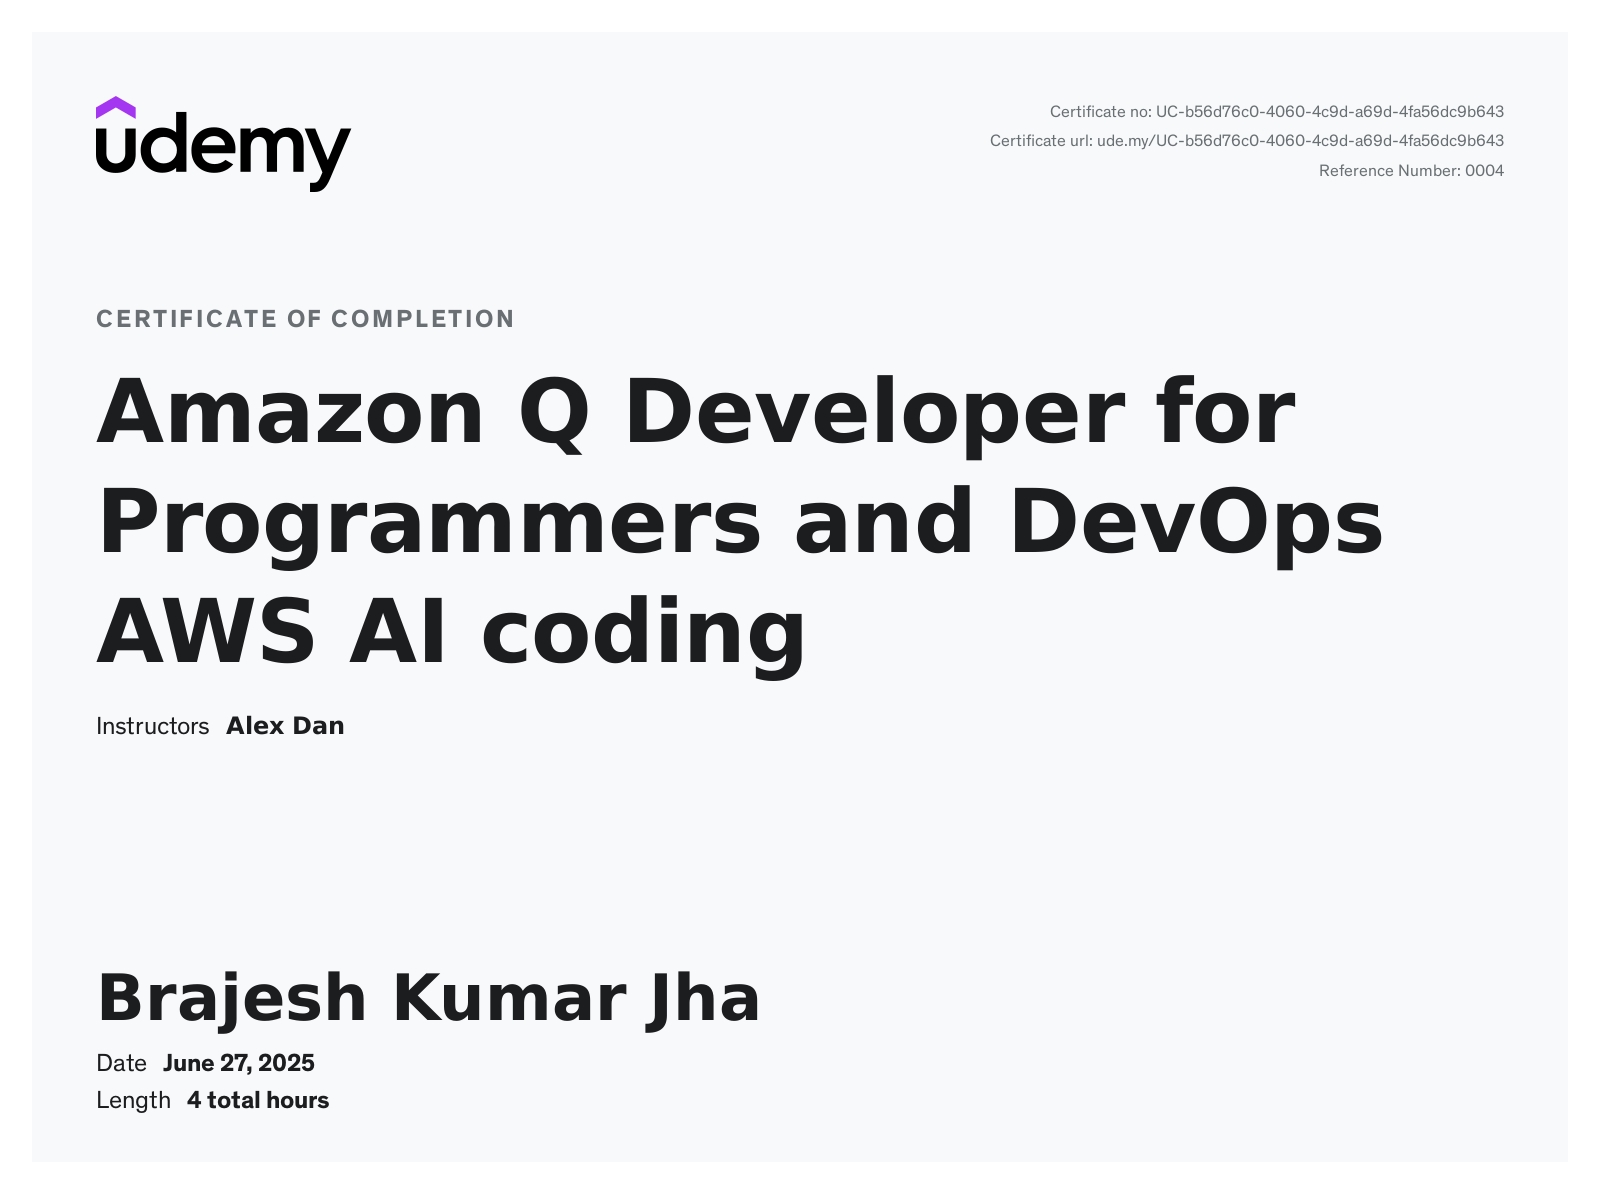 udemy
Certificate no: UC-b56d76c0-4060-4c9d-a69d-4fa56dc9b643
Certificate url: ude.my/UC-b56d76c0-4060-4c9d-a69d-4fa56dc9b643
Reference Number: 0004
CERTIFICATE OF COMPLETION
Amazon Q Developer for
Programmers and DevOps
AWS AI coding
Instructors Alex Dan
Brajesh Kumar Jha
Date June 27, 2025
Length 4 total hours